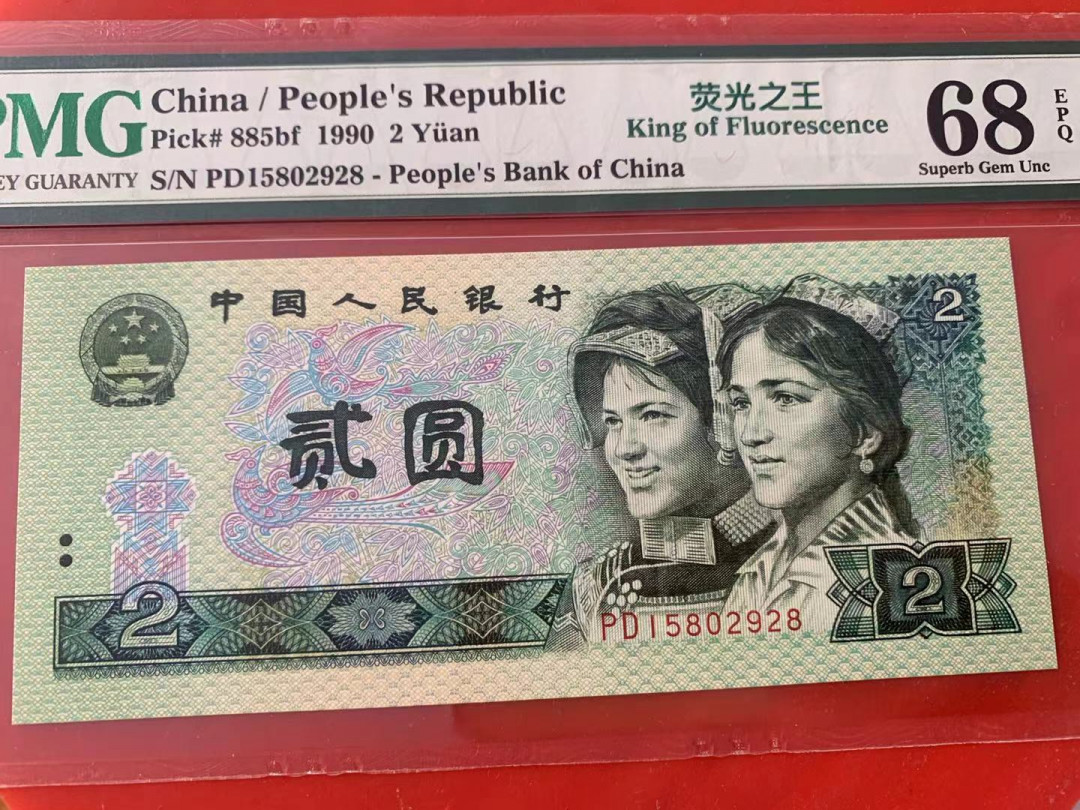 PMG
China / People's Republic
Pick# 885bf 1990 2 Yüan
EY GUARANTY S/N PD15802928 - People's Bank of China
荧光之王
King of Fluorescence
68
EPQ
Superb Gem Unc
中国人民银行
2
贰圆
2
PD15802928
2